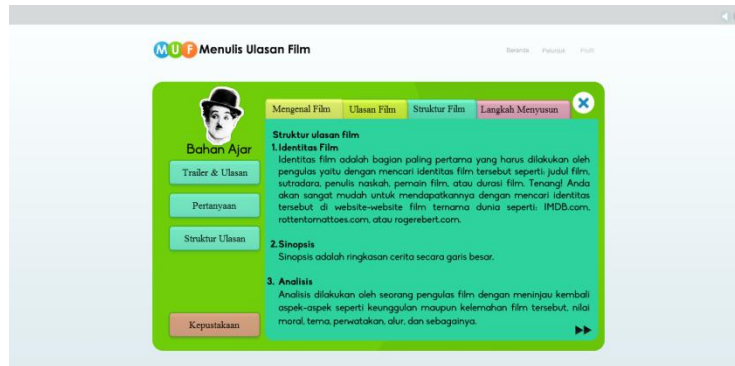 MUF Menulis Ulasan Film
Beranda
Bahan Ajar
Trailer & Ulasan
Pertanyaan
Struktur Ulasan
Kepustakaan
Mengenal Film Ulasan Film Struktur Film Langkah Menyusun
Struktur ulasan film
1. Identitas Film
Identitas film adalah bagian paling pertama yang harus dilakukan oleh
pengulas yaitu dengan mencari identitas film tersebut seperti: judul film,
sutradara, penulis naskah, pemain film, atau durasi film. Tenang! Anda
akan sangat mudah untuk mendapatkannya dengan mencari identitas
tersebut di website-website film ternama dunia seperti: IMDB.com,
rottentomattoes.com, atau rogerebert.com.
2. Sinopsis
Sinopsis adalah ringkasan cerita secara garis besar.
3. Analisis
Analisis dilakukan oleh seorang pengulas film dengan meninjau kembali
aspek-aspek seperti keunggulan maupun kelemahan film tersebut, nilai
moral, tema, perwatakan, alur, dan sebagainya.